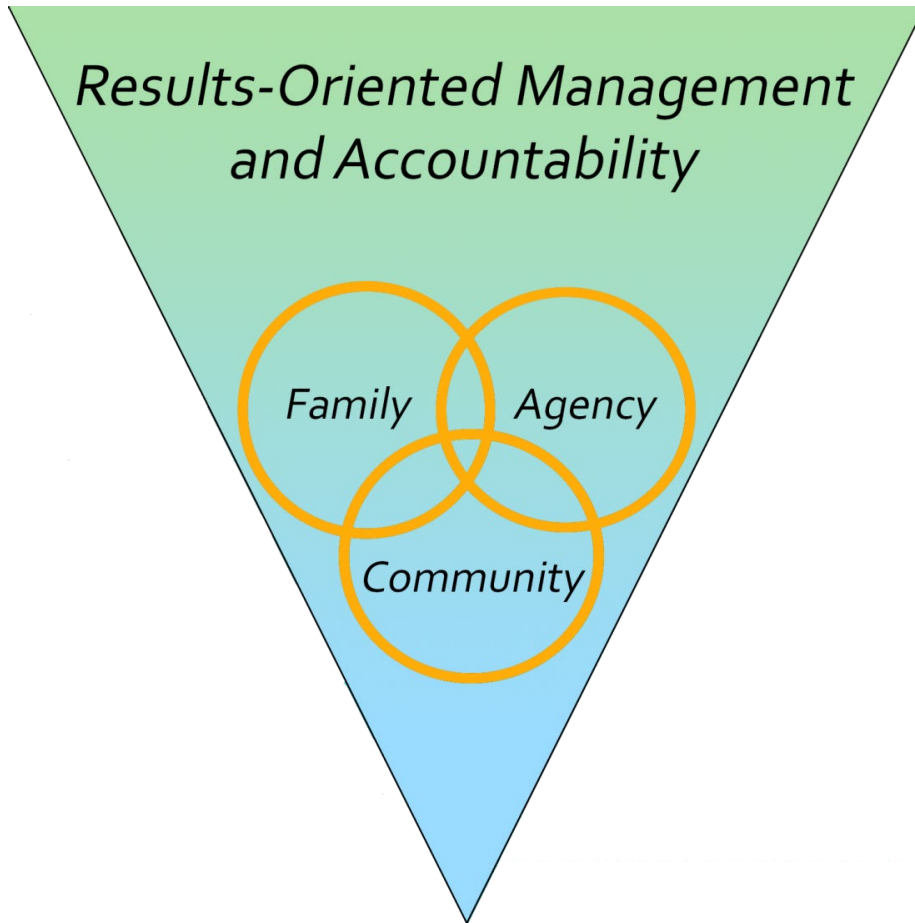 Results-Oriented Management
and Accountability
Family
Agency
Community